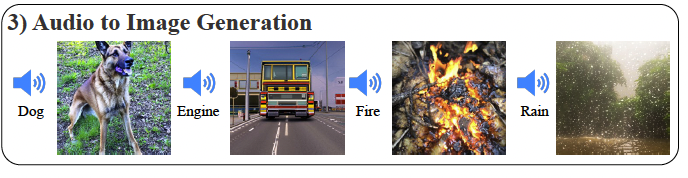 3) Audio to Image Generation
Dog
Engine
Fire
Rain